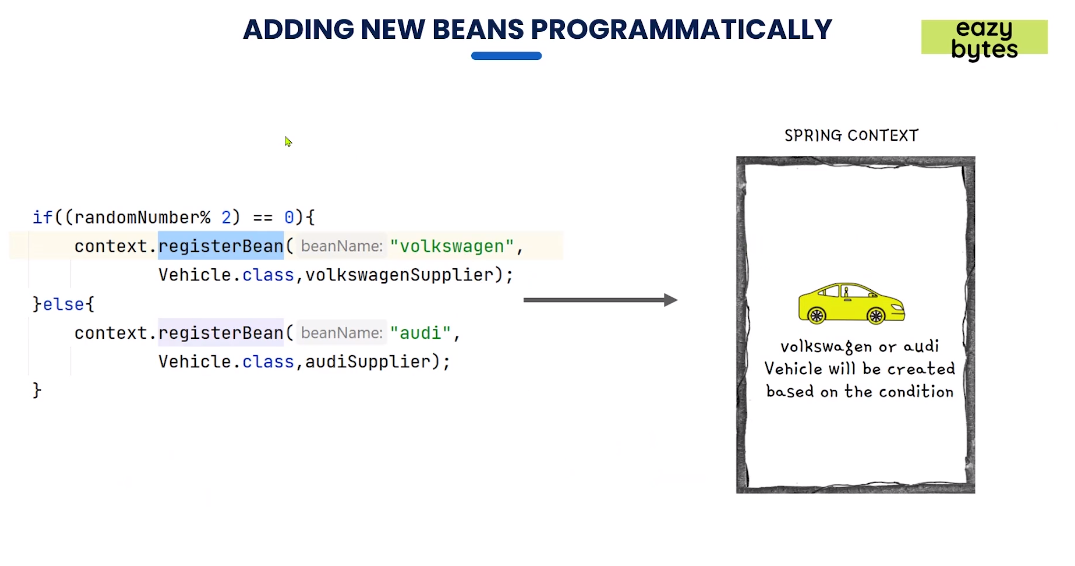 ADDING NEW BEANS PROGRAMMATICALLY
eazy
bytes
if((randomNumber% 2) == 0){
context.registerBean( beanName: "volkswagen",
Vehicle.class,volkswagenSupplier);
}else{
context.registerBean( beanName: "audi",
Vehicle.class,audiSupplier);
}
SPRING CONTEXT
volkswagen or audi
Vehicle will be created
based on the condition